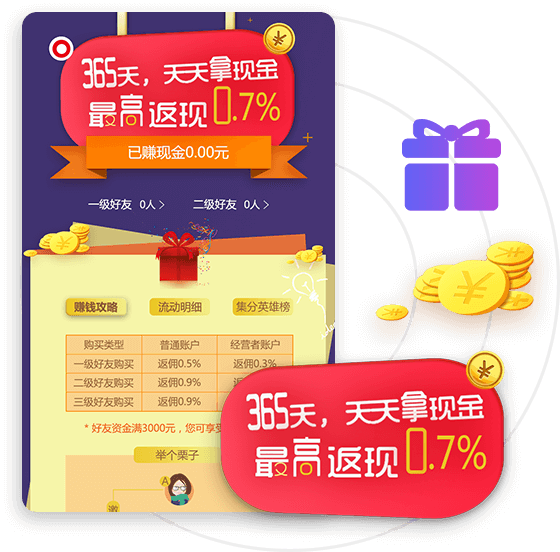 365天，天天拿现金
最高返现0.7%
已赚现金0.00元
一级好友 0人 >
二级好友 0人 >
赚钱攻略
流动明细
集分英雄榜
购买类型 普通账户 经营者账户
一级好友购买 返佣0.5% 返佣0.3%
二级好友购买 返佣0.9%
三级好友购买 返佣0.9%
* 好友资金满3000元，您可享受
举个栗子
A
邀
365天，天天拿现金
最高返现0.7%